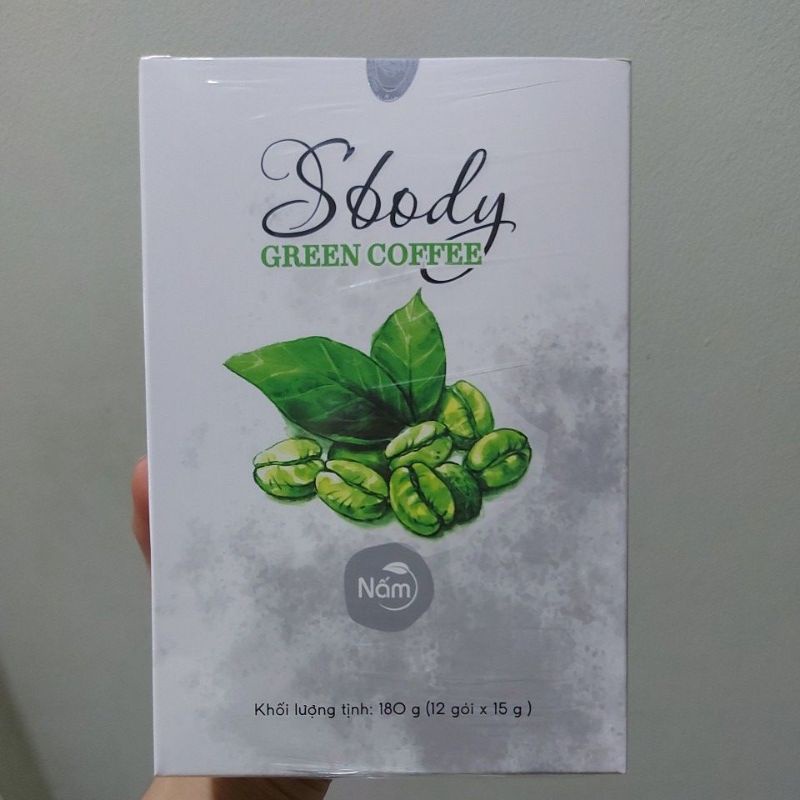 Sbody
GREEN COFFEE
Nấm
Khối lượng tịnh: 180 g (12 gói x 15 g )